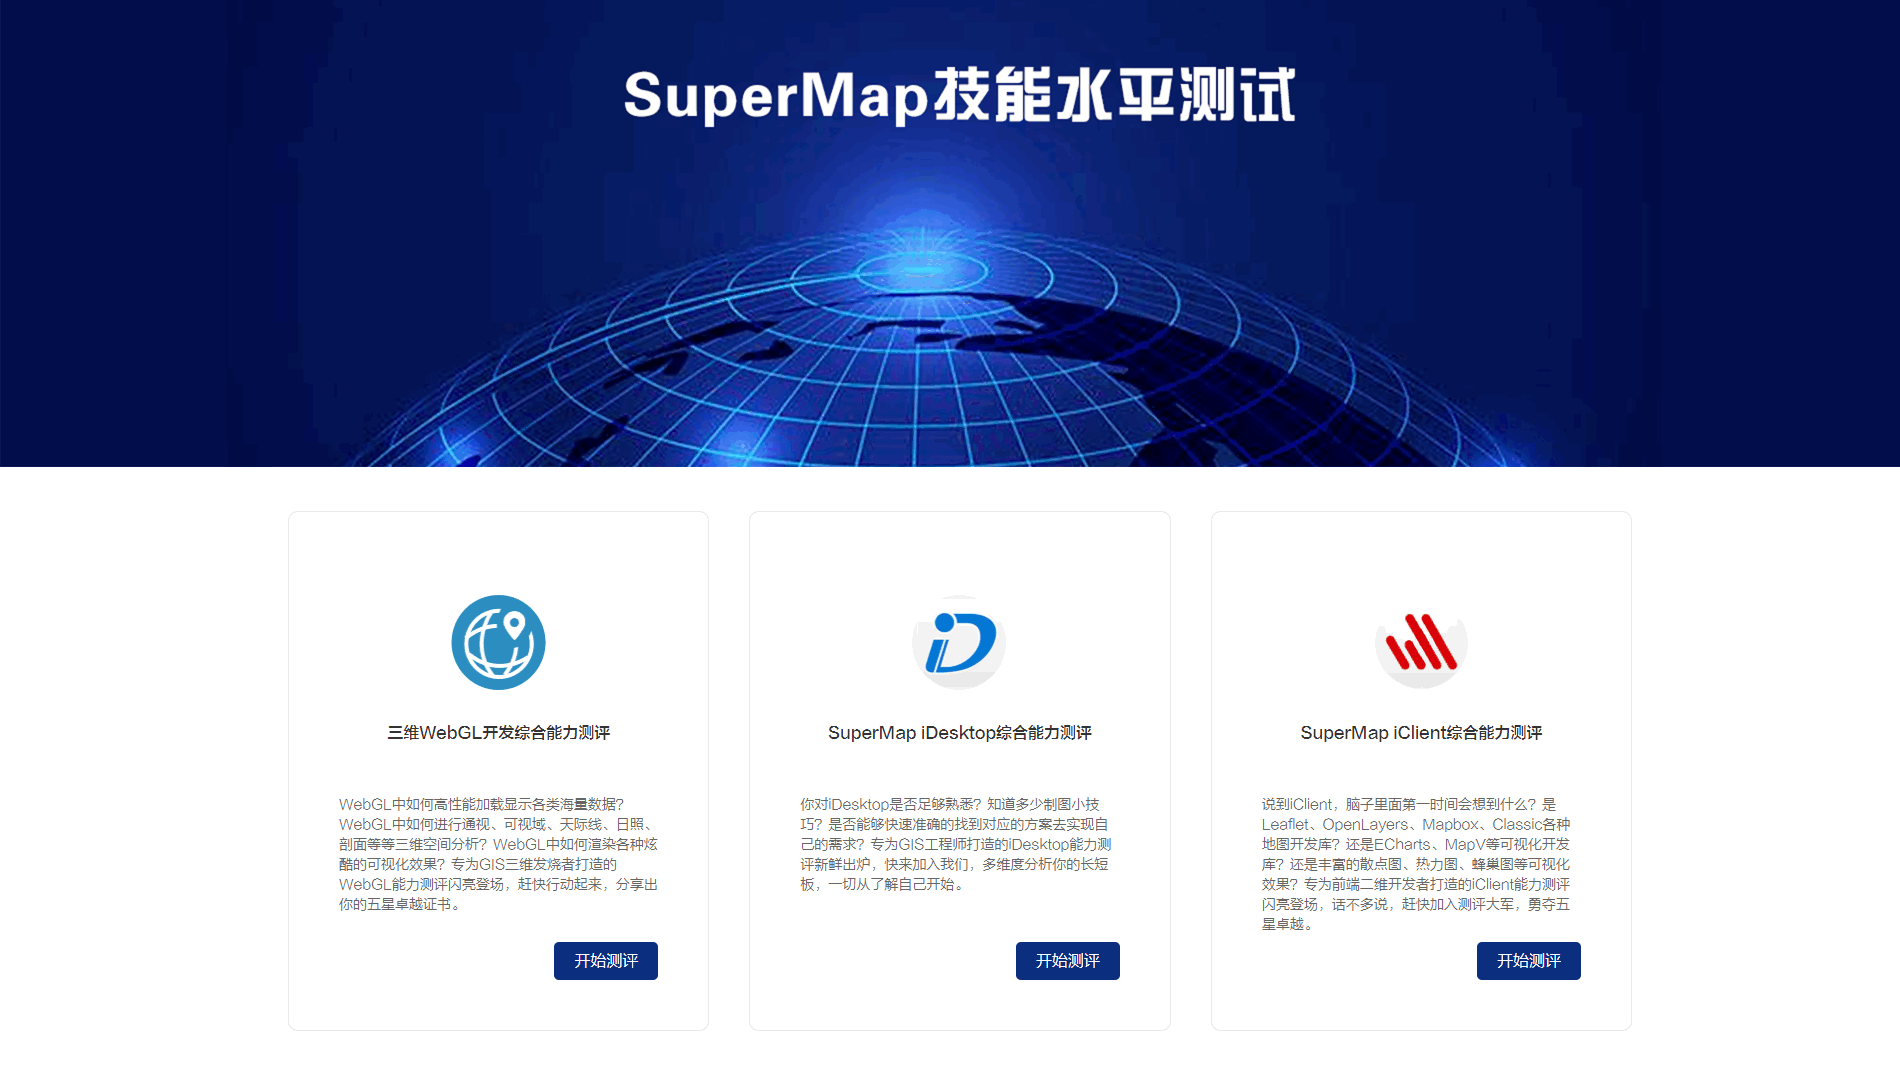 SuperMap技能水平测试
三维WebGL开发综合能力测评
WebGL中如何高性能加载显示各类海量数据?
WebGL中如何进行通视、可视域、天际线、日照、
剖面等等三维空间分析？WebGL中如何渲染各种炫
酷的可视化效果？专为GIS三维发烧者打造的
WebGL能力测评闪亮登场，赶快行动起来，分享出
你的五星卓越证书。
开始测评
SuperMap iDesktop综合能力测评
你对iDesktop是否足够熟悉？知道多少制图小技
巧？是否能够快速准确的找到对应的方案去实现自
己的需求？专为GIS工程师打造的iDesktop能力测
评新鲜出炉，快来加入我们，多维度分析你的长短
板，一切从了解自己开始。
开始测评
SuperMap iClient综合能力测评
说到iClient，脑子里面第一时间会想到什么？是
Leaflet、OpenLayers、Mapbox、Classic各种
地图开发库？还是ECharts、MapV等可视化开发
库？还是丰富的散点图、热力图、蜂巢图等可视化
效果？专为前端二维开发者打造的iClient能力测评
闪亮登场，话不多说，赶快加入测评大军，勇夺五
星卓越。
开始测评